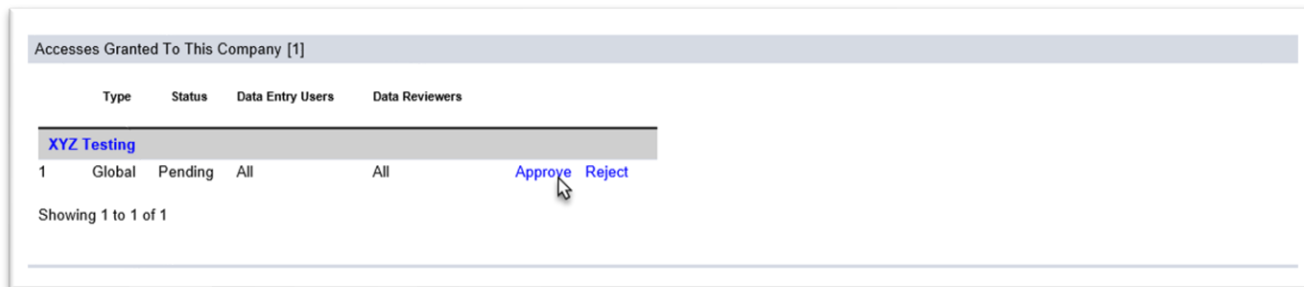 Accesses Granted To This Company [1]
Type Status Data Entry Users Data Reviewers
XYZ Testing
1 Global Pending All All Approve Reject
Showing 1 to 1 of 1